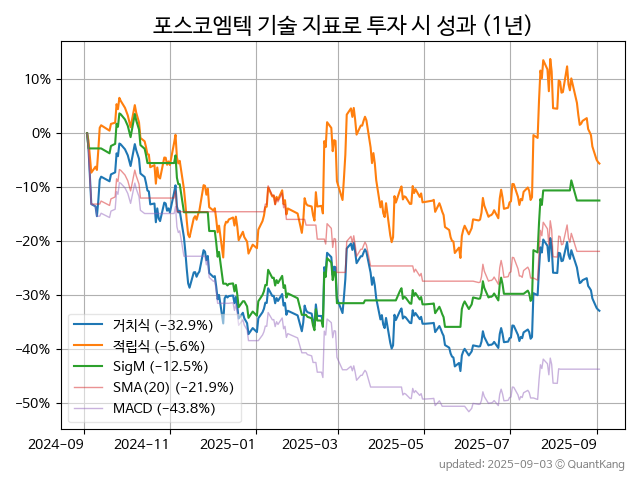 포스코엠텍 기술 지표로 투자 시 성과 (1년)
10%
0%
−10%
−20%
−30%
−40%
−50%
거치식 (−32.9%)
적립식 (−5.6%)
SigM (−12.5%)
SMA(20) (−21.9%)
MACD (−43.8%)
2024-09 2024-11 2025-01 2025-03 2025-05 2025-07 2025-09
updated: 2025-09-03 © QuantKang